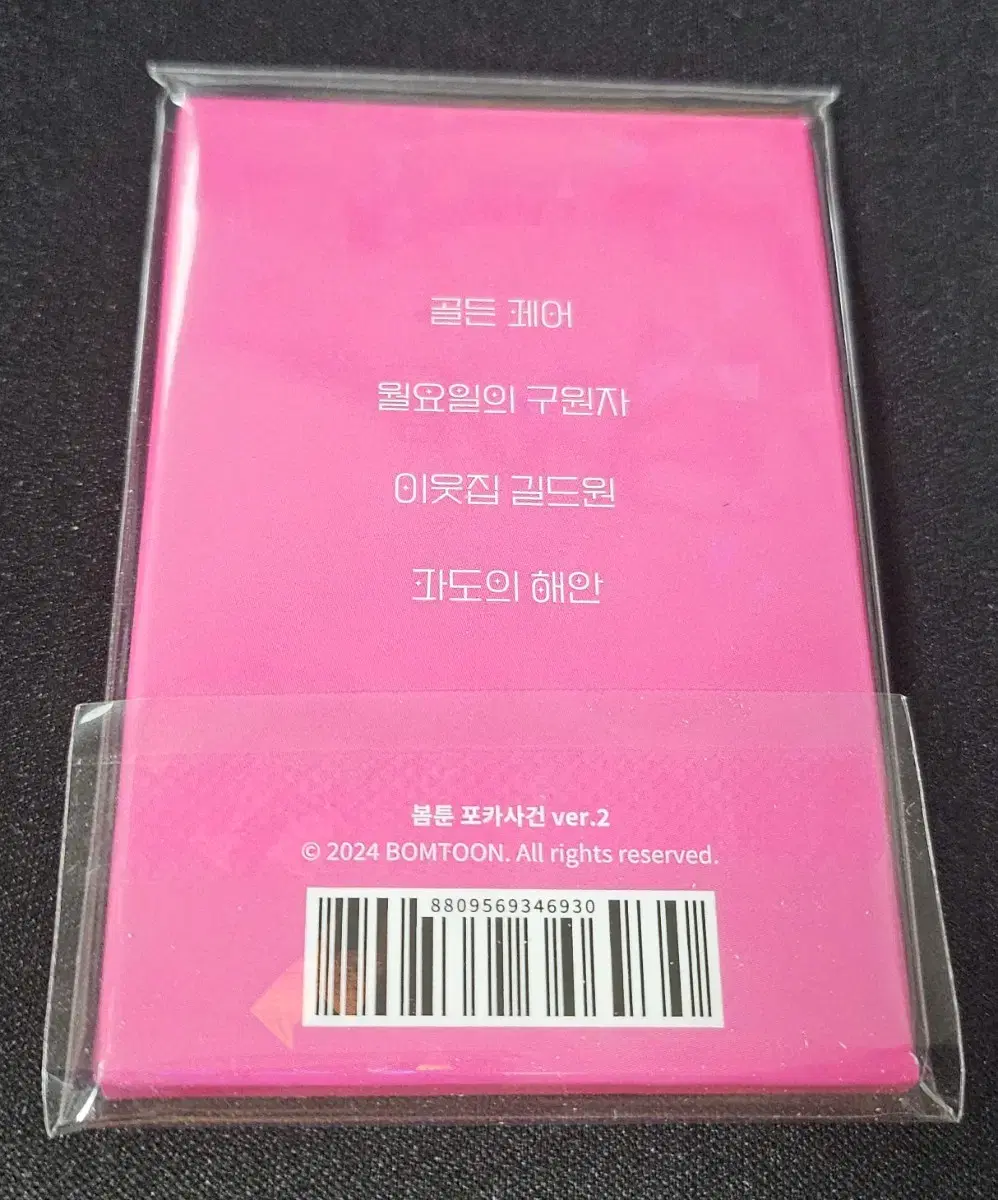 골든 페어
월요일의 구원자
이웃집 길드원
파도의 해안
봄툰 포카사건 ver.2
© 2024 BOMTOON. All rights reserved.
8809569346930